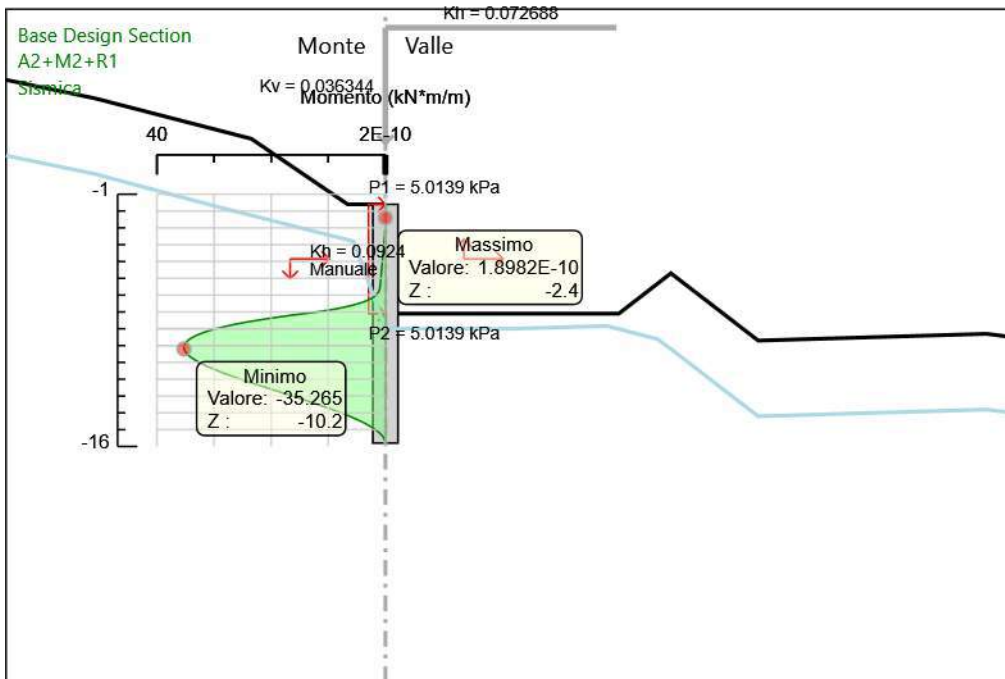 Kh = 0.072688
Base Design Section
A2+M2+R1
Sismica
Monte
Valle
Kv = 0.036344
Momento (kN*m/m)
40
2E-10
-1
P1 = 5.0139 kPa
Kh = 0.0924
Manuale
Massimo
Valore: 1.8982E-10
Z : -2.4
P2 = 5.0139 kPa
Minimo
Valore: -35.265
Z : -10.2
-16